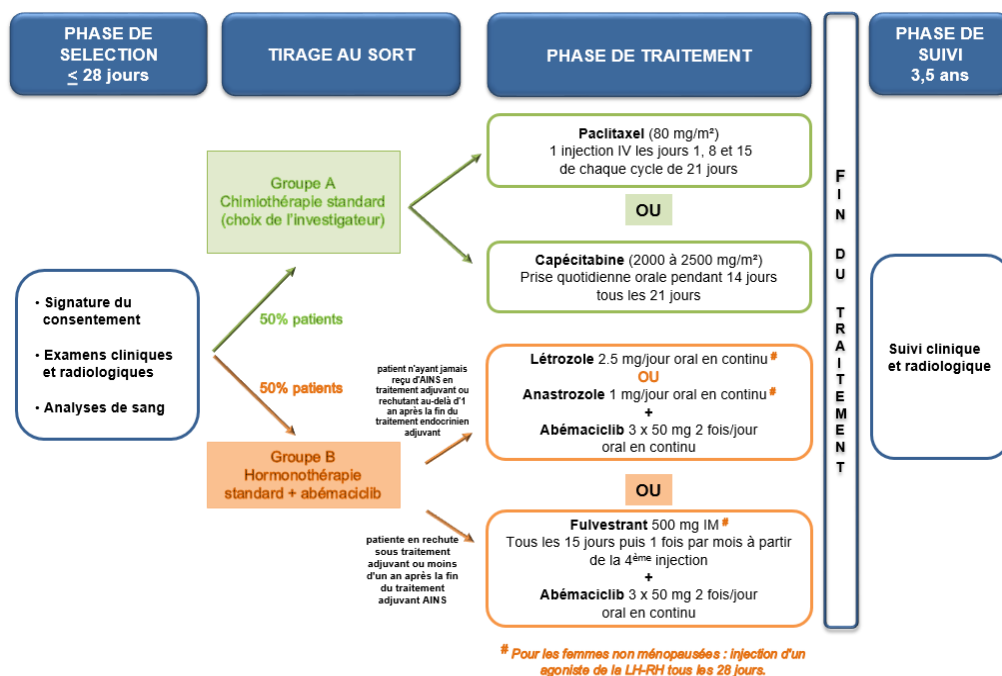 PHASE DE
SELECTION
≤ 28 jours
TIRAGE AU SORT
PHASE DE TRAITEMENT
PHASE DE
SUIVI
3,5 ans
• Signature du
consentement
• Examens cliniques
et radiologiques
• Analyses de sang
50% patients
50% patients
Groupe A
Chimiothérapie standard
(choix de l'investigateur)
Groupe B
Hormonothérapie
standard + abémaciclib
patient n'ayant jamais
reçu d'AINS en
traitement adjuvant ou
rechutant au-delà d'1
an après la fin du
traitement endocrinien
adjuvant
patiente en rechute
sous traitement
adjuvant ou moins
d'un an après la fin
du traitement
adjuvant AINS
Paclitaxel (80 mg/m²)
1 injection IV les jours 1, 8 et 15
de chaque cycle de 21 jours
OU
Capécitabine (2000 à 2500 mg/m²)
Prise quotidienne orale pendant 14 jours
tous les 21 jours
Létrozole 2.5 mg/jour oral en continu #
OU
Anastrozole 1 mg/jour oral en continu #
+
Abémaciclib 3 x 50 mg 2 fois/jour
oral en continu
OU
Fulvestrant 500 mg IM #
Tous les 15 jours puis 1 fois par mois à partir
de la 4ème injection
+
Abémaciclib 3 x 50 mg 2 fois/jour
oral en continu
# Pour les femmes non ménopausées : injection d'un
agoniste de la LH-RH tous les 28 jours.
FIN DU TRAITEMENT
Suivi clinique
et radiologique